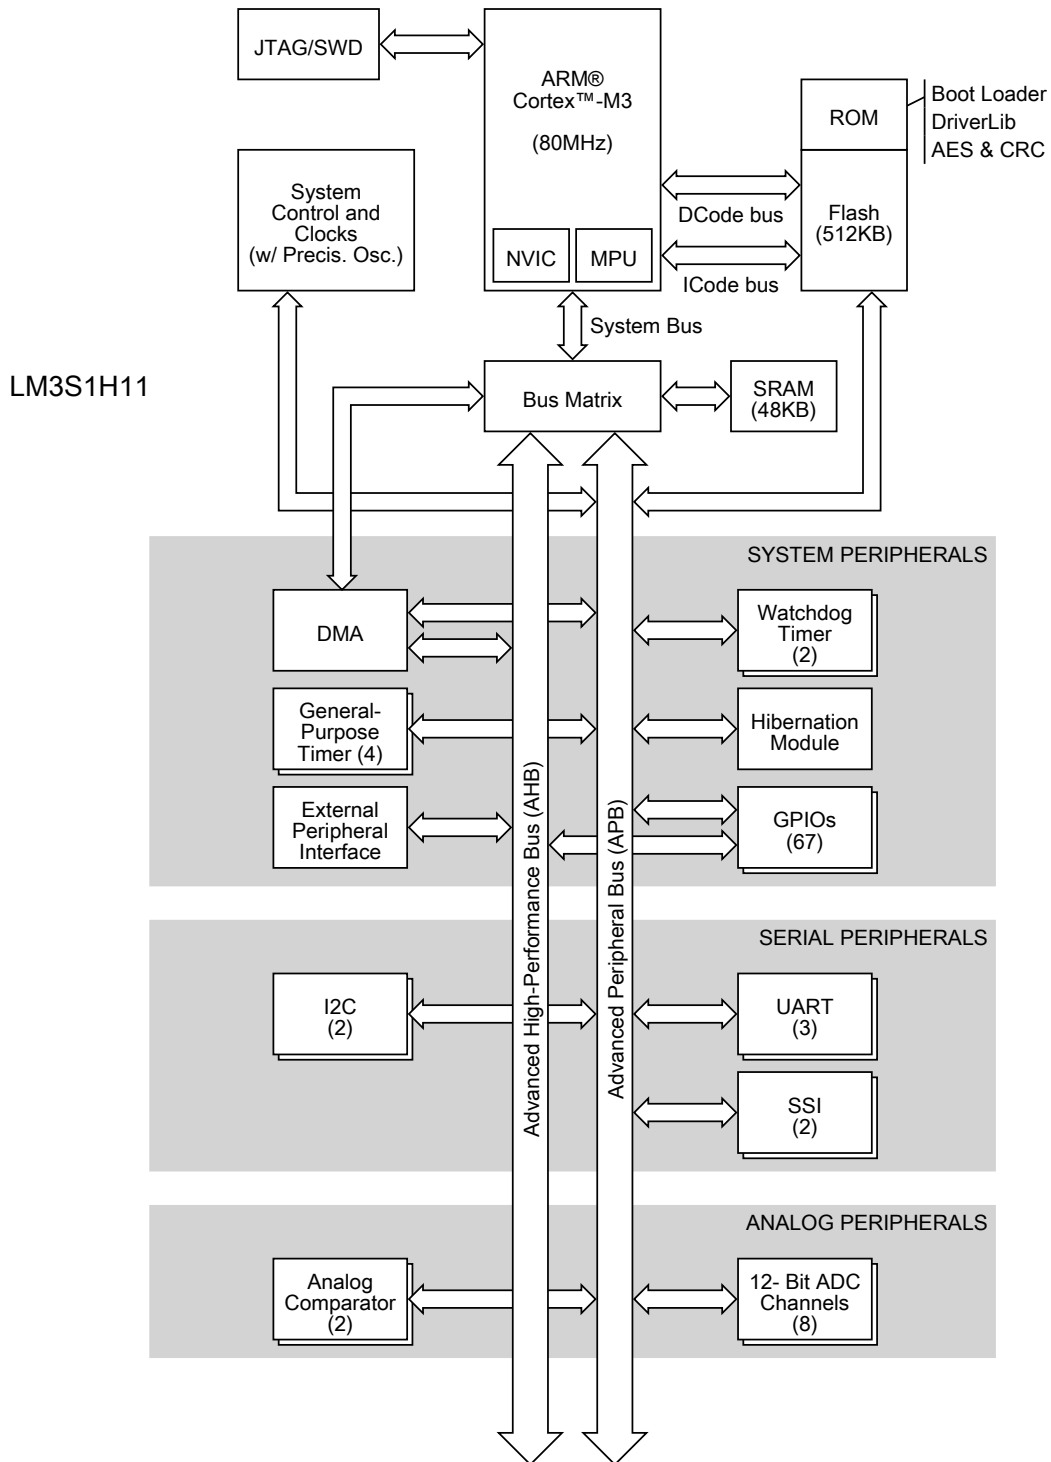 JTAG/SWD
ARM®
Cortex™-M3
(80MHz)
NVIC
MPU
ROM
Boot Loader
DriverLib
AES & CRC
Flash
(512KB)
DCode bus
ICode bus
System
Control and
Clocks
(w/ Precis. Osc.)
System Bus
LM3S1H11
Bus Matrix
SRAM
(48KB)
SYSTEM PERIPHERALS
DMA
Watchdog
Timer
(2)
General-
Purpose
Timer (4)
Hibernation
Module
External
Peripheral
Interface
GPIOs
(67)
Advanced High-Performance Bus (AHB)
Advanced Peripheral Bus (APB)
SERIAL PERIPHERALS
I2C
(2)
UART
(3)
SSI
(2)
ANALOG PERIPHERALS
Analog
Comparator
(2)
12- Bit ADC
Channels
(8)